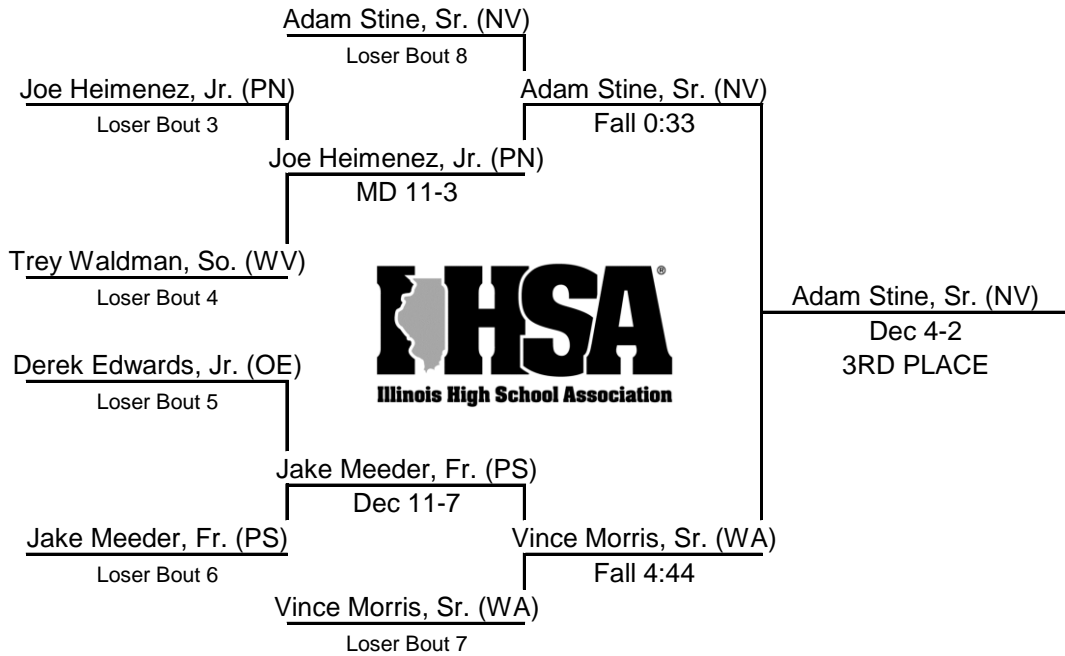 Adam Stine, Sr. (NV)
Loser Bout 8
Joe Heimenez, Jr. (PN)
Loser Bout 3
Adam Stine, Sr. (NV)
Fall 0:33
Joe Heimenez, Jr. (PN)
MD 11-3
Trey Waldman, So. (WV)
Loser Bout 4
IHSA®
Illinois High School Association
Adam Stine, Sr. (NV)
Dec 4-2
3RD PLACE
Derek Edwards, Jr. (OE)
Loser Bout 5
Jake Meeder, Fr. (PS)
Dec 11-7
Jake Meeder, Fr. (PS)
Loser Bout 6
Vince Morris, Sr. (WA)
Fall 4:44
Vince Morris, Sr. (WA)
Loser Bout 7